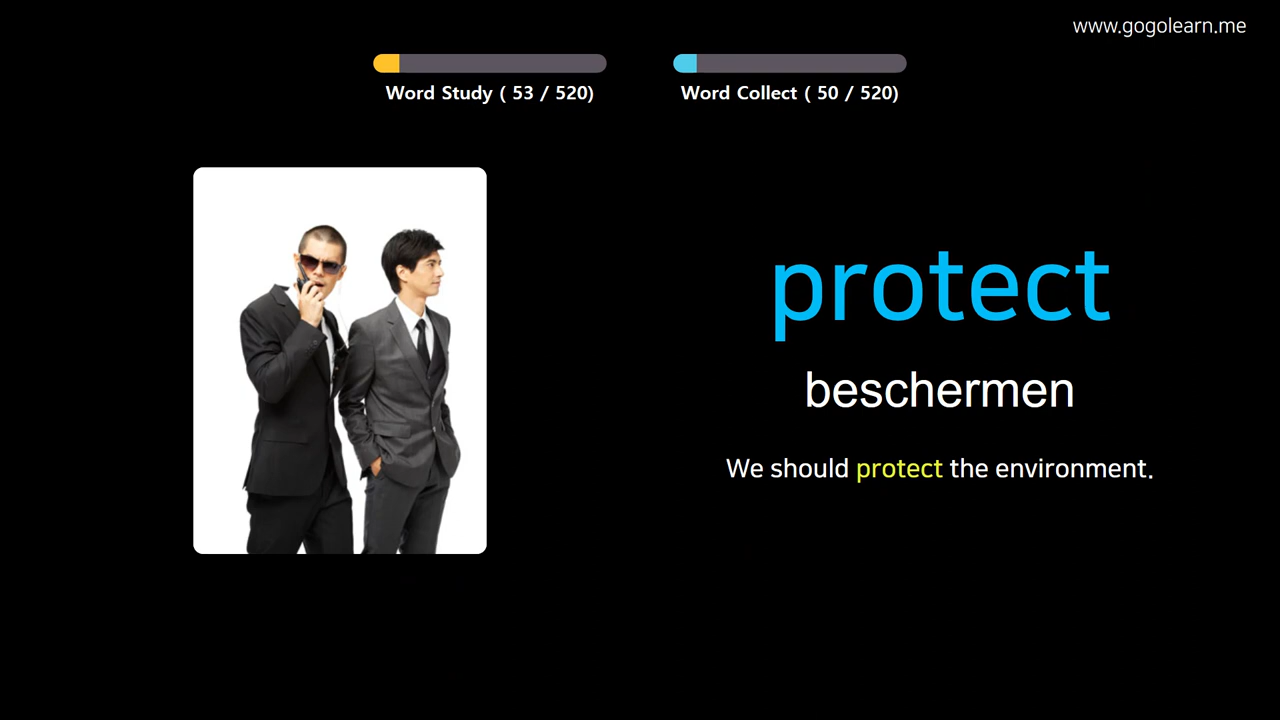 www.gogolearn.me
Word Study ( 53 / 520)
Word Collect ( 50 / 520)
protect
beschermen
We should protect the environment.